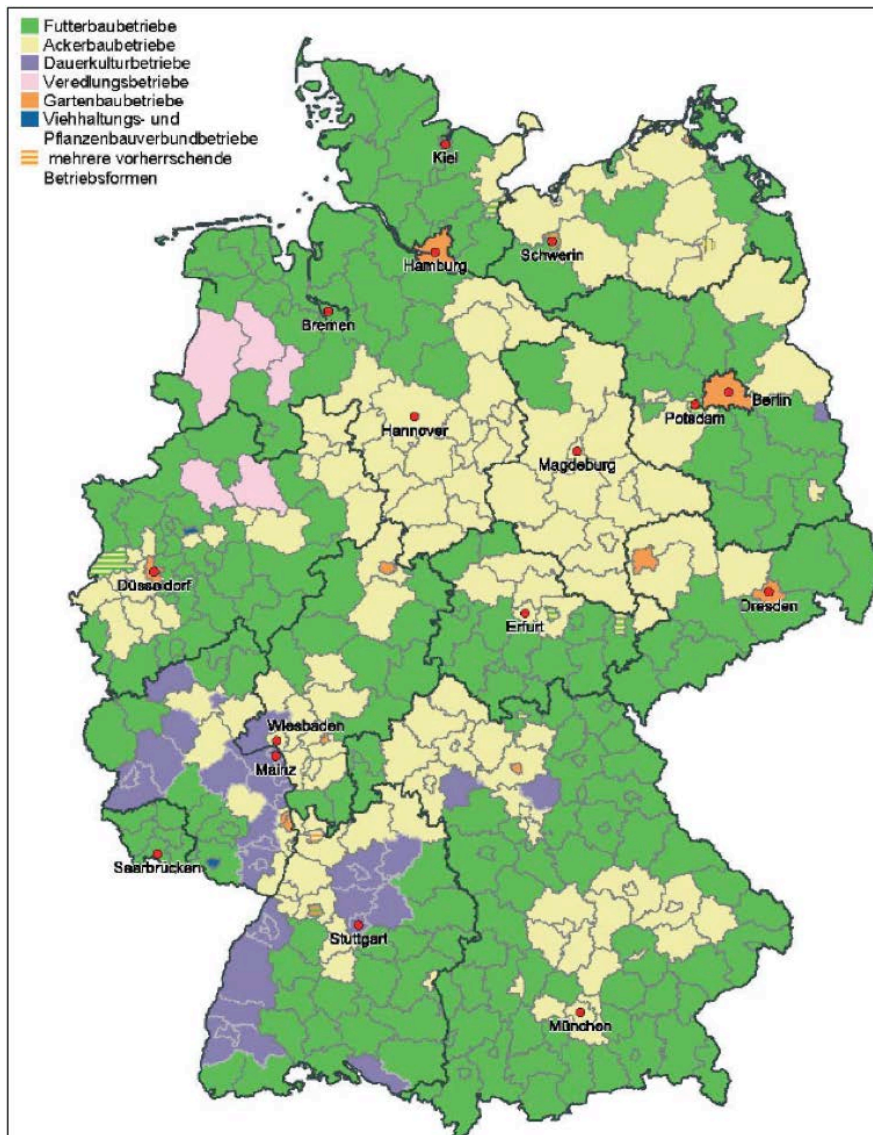 Futterbaubetriebe
Ackerbaubetriebe
Dauerkulturbetriebe
Veredlungsbetriebe
Gartenbaubetriebe
Viehhaltungs- und
Pflanzenbauverbundbetriebe
mehrere vorherrschende
Betriebsformen
Kiel
Hamburg
Schwerin
Bremen
Berlin
Potsdam
Hannover
Magdeburg
Düsseldorf
Dresden
Erfurt
Wiesbaden
Mainz
Saarbrücken
Stuttgart
München